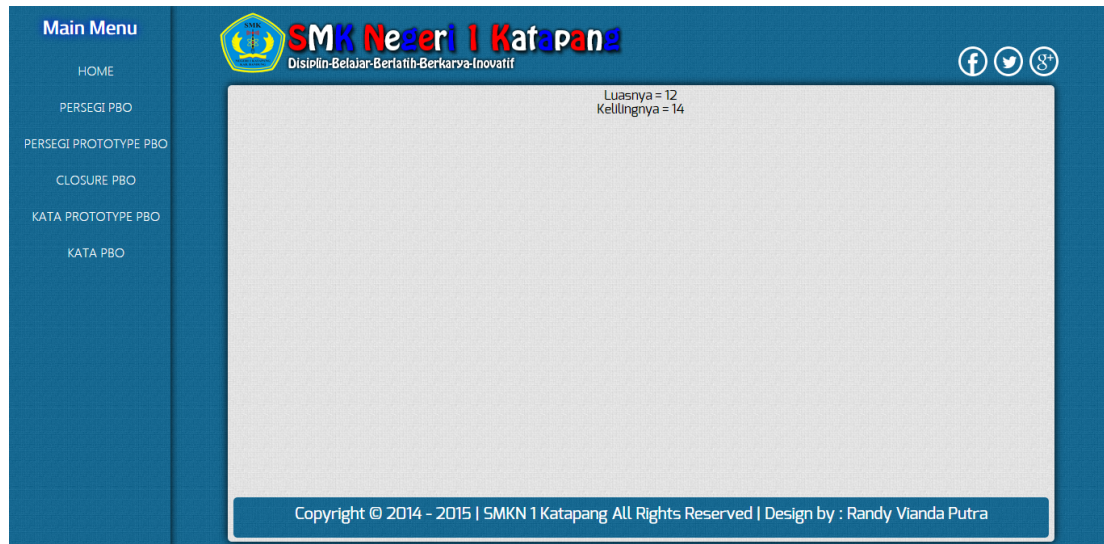 Main Menu
HOME
PERSEGI PBO
PERSEGI PROTOTYPE PBO
CLOSURE PBO
KATA PROTOTYPE PBO
KATA PBO
SMK
SMK Negeri 1 Katapang
Disiplin-Belajar-Berlatih-Berkarya-Inovatif
Luasnya = 12
Kelilingnya = 14
Copyright © 2014 - 2015 | SMKN 1 Katapang All Rights Reserved | Design by : Randy Vianda Putra